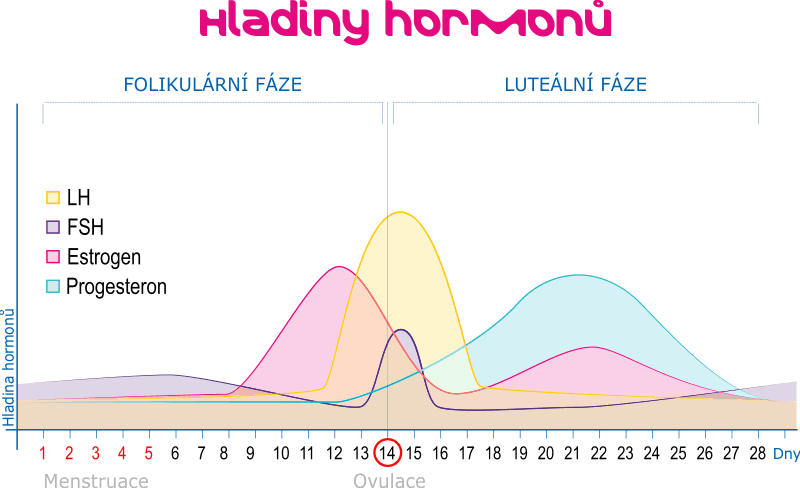 Hladiny hormonů
FOLIKULÁRNÍ FÁZE
LUTEÁLNÍ FÁZE
LH
FSH
Estrogen
Progesteron
Hladina hormonů
1 2 3 4 5 6 7 8 9 10 11 12 13 14 15 16 17 18 19 20 21 22 23 24 25 26 27 28 Dny
Menstruace
Ovulace